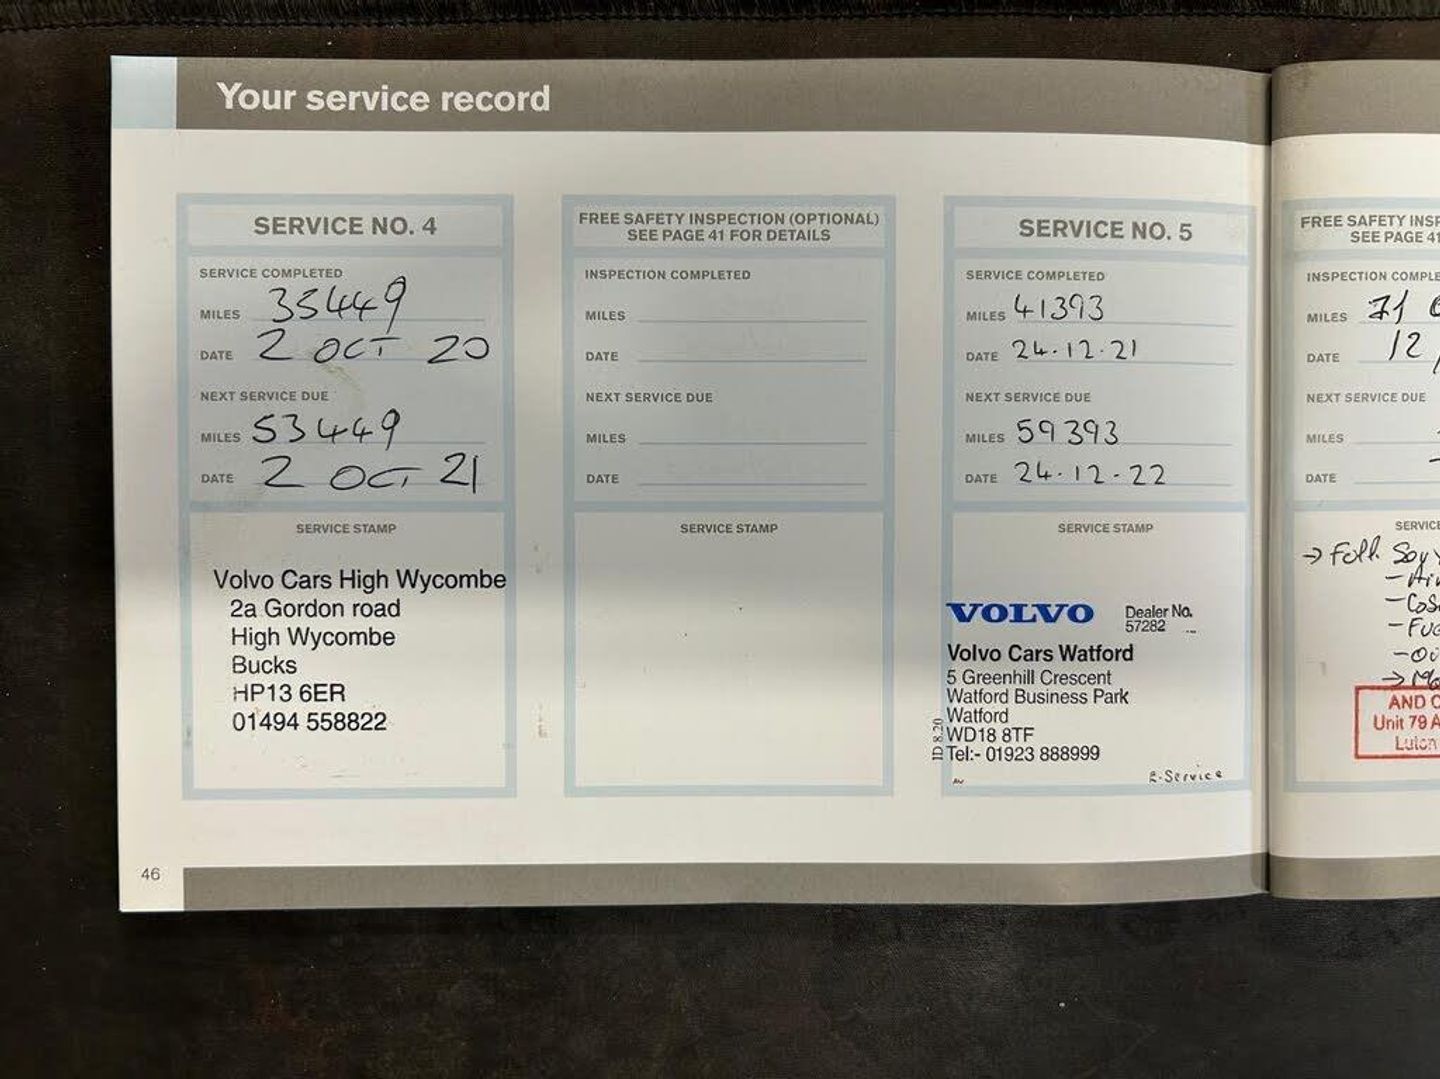 Your service record
SERVICE NO. 4
SERVICE COMPLETED
MILES 35449
DATE 2 OCT 20
NEXT SERVICE DUE
MILES 53449
DATE 2 OCT 21
SERVICE STAMP
Volvo Cars High Wycombe
2a Gordon road
High Wycombe
Bucks
HP13 6ER
01494 558822
46
FREE SAFETY INSPECTION (OPTIONAL)
SEE PAGE 41 FOR DETAILS
INSPECTION COMPLETED
MILES
DATE
NEXT SERVICE DUE
MILES
DATE
SERVICE STAMP
SERVICE NO. 5
SERVICE COMPLETED
MILES 41393
DATE 24.12.21
NEXT SERVICE DUE
MILES 59393
DATE 24.12.22
SERVICE STAMP
VOLVO Dealer No.
57282
Volvo Cars Watford
5 Greenhill Crescent
Watford Business Park
Watford
WD18 8TF
Tel:- 01923 888999
ID 8.20
E-Service
FREE SAFETY INSP
SEE PAGE 41
INSPECTION COMPLE
MILES
DATE 12
NEXT SERVICE DUE
MILES
DATE
SERVICE
AND
Unit 79 A
Luton